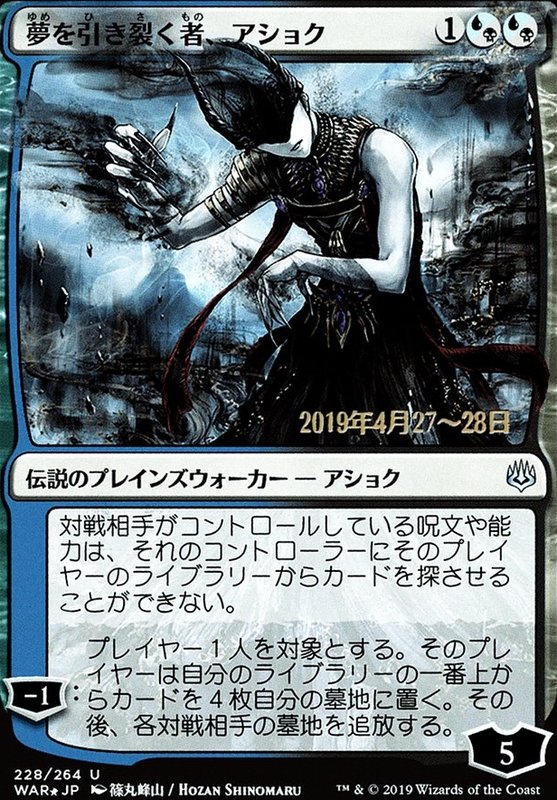 夢を引き裂く者、アショク 1
ゆめ ひ さ もの
2019年4月27〜28日
伝説のプレインズウォーカー — アショク
対戦相手がコントロールしている呪文や能
力は、それのコントローラーにそのプレイ
ヤーのライブラリーからカードを探させる
ことができない。
プレイヤー1人を対象とする。そのプレ
イヤーは自分のライブラリーの一番上か
-1:らカードを4枚自分の墓地に置く。その
後、各対戦相手の墓地を追放する。
5
228/264 U
WAR★JP 篠丸峰山 / Hozan Shinomaru
™ & © 2019 Wizards of the Coast